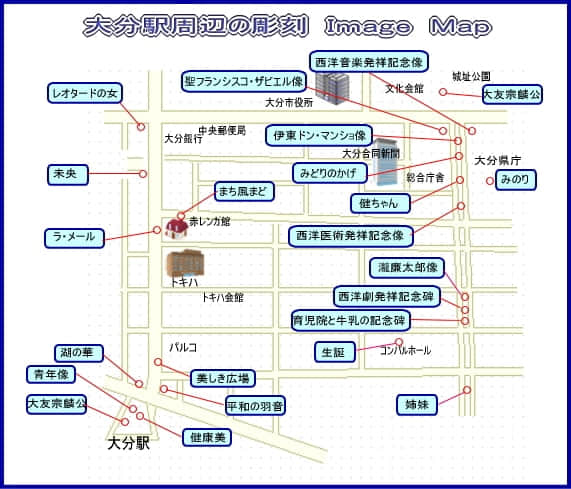 大分駅周辺の彫刻 Image Map
西洋音楽発祥記念像
城址公園
聖フランシスコ・ザビエル像
文化会館
レオタードの女
大分市役所
大友宗麟公
中央郵便局
大分銀行
伊東ドン・マンショ像
大分合同新聞
大分県庁
未央
みどりのかげ
総合庁舎
みのり
まち風まど
健ちゃん
赤レンガ館
ラ・メール
西洋医術発祥記念像
瀧廉太郎像
トキハ
トキハ会館
西洋劇発祥記念碑
育児院と牛乳の記念碑
パルコ
生誕
コンパルホール
湖の華
青年像
美しき広場
大友宗麟公
平和の羽音
姉妹
健康美
大分駅